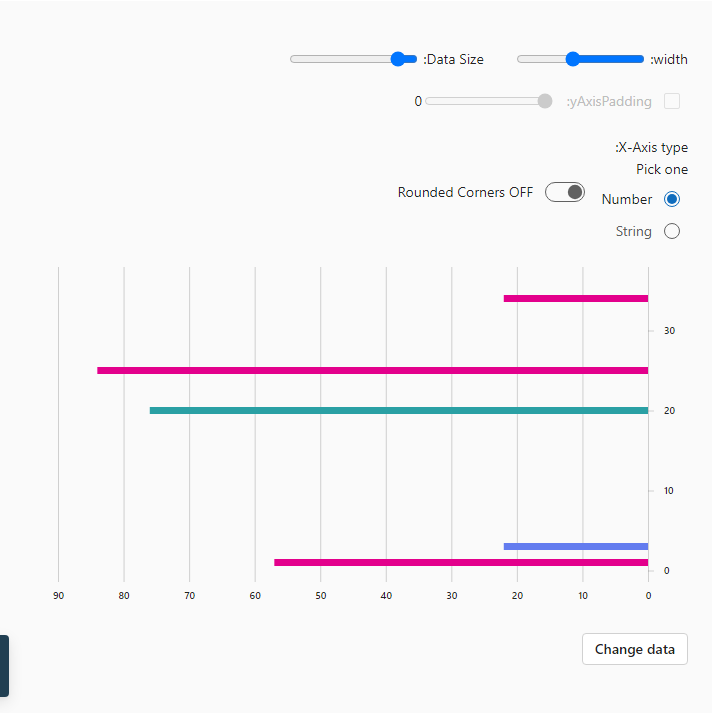 :width
:Data Size
:yAxisPadding
0
:X-Axis type
Pick one
Number
Rounded Corners OFF
String
30
20
10
0
90 80 70 60 50 40 30 20 10 0
Change data